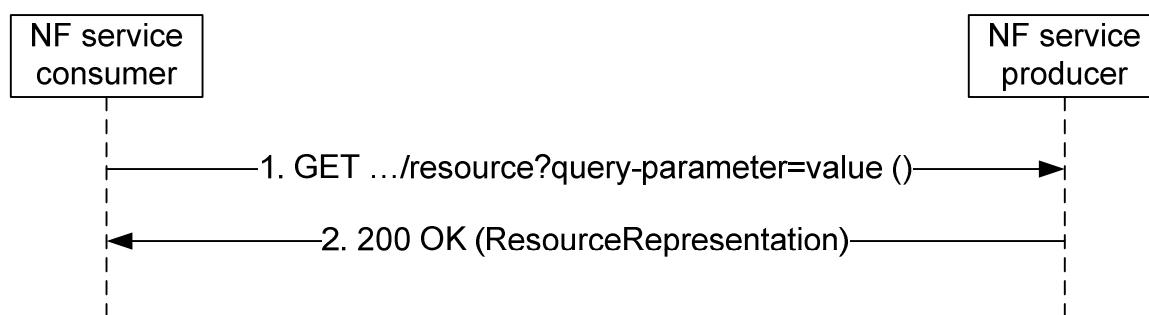 NF service
consumer
NF service
producer
1. GET …/resource?query-parameter=value ()
2. 200 OK (ResourceRepresentation)